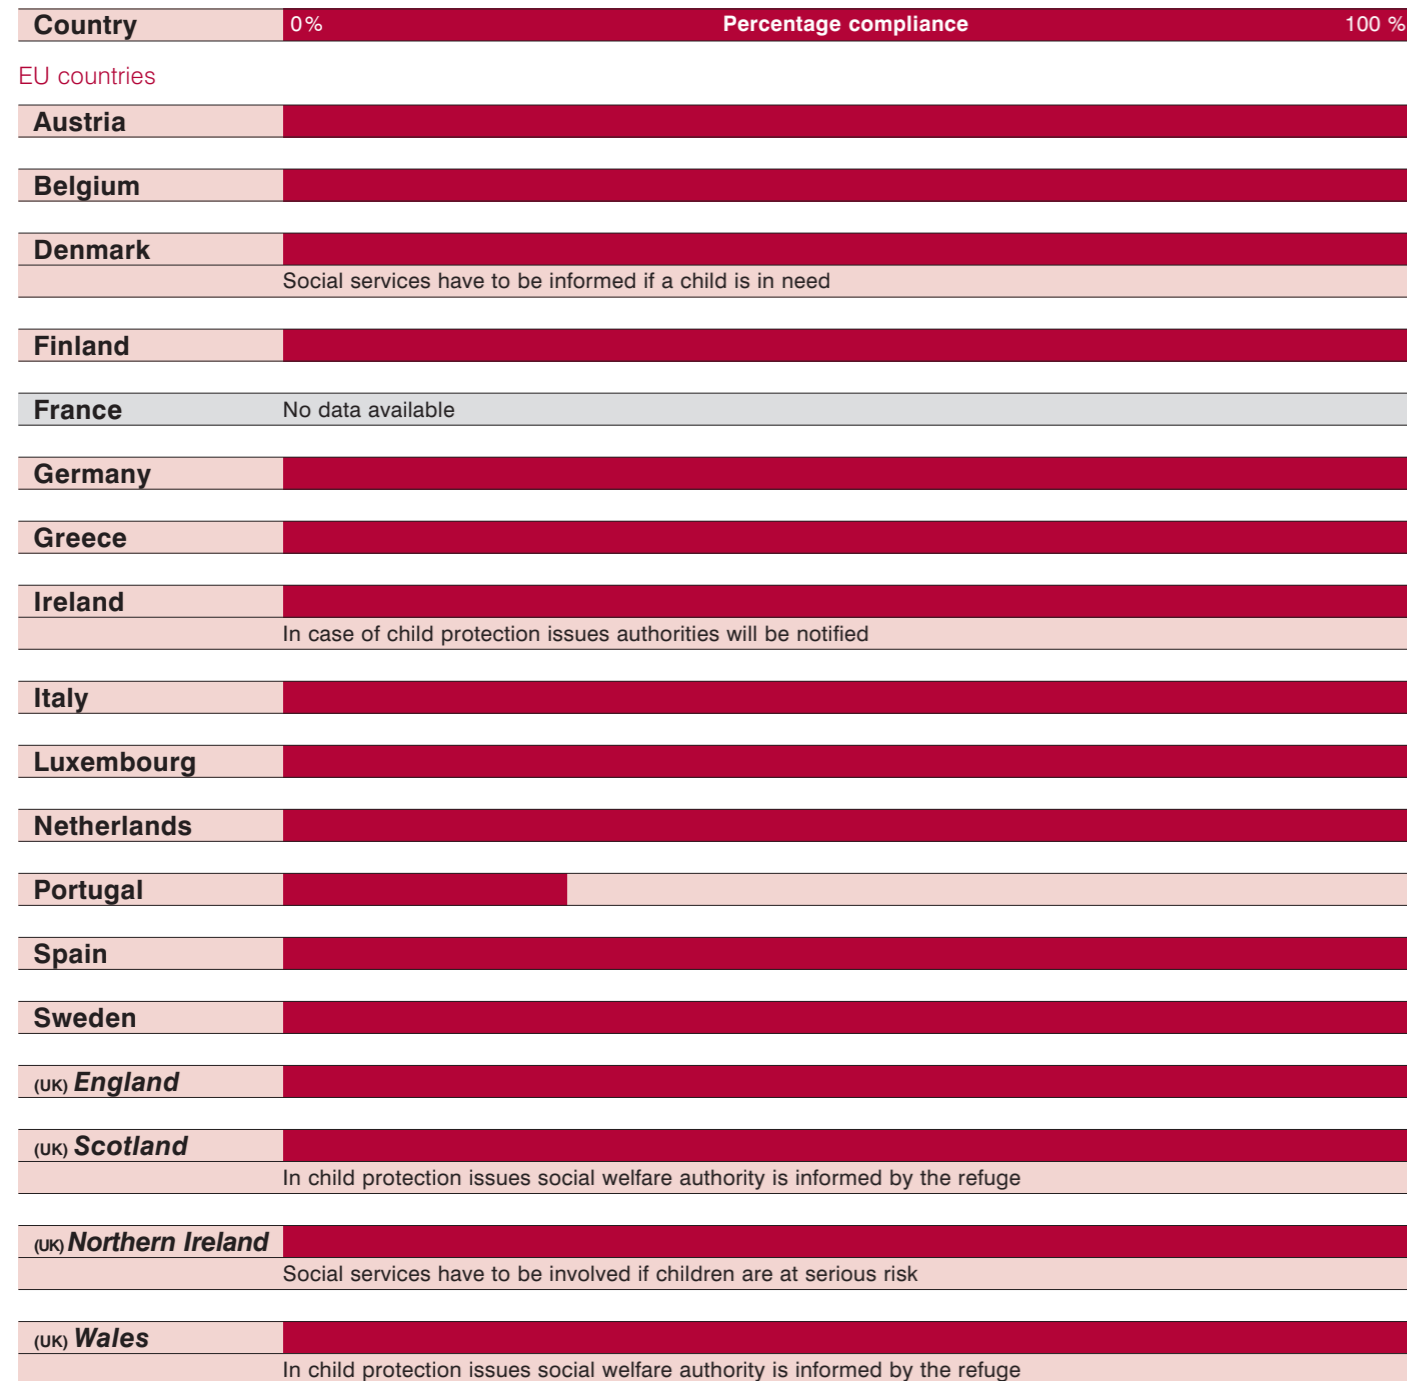 Country 0% Percentage compliance 100 %
EU countries
Austria
Belgium
Denmark
Social services have to be informed if a child is in need
Finland
France No data available
Germany
Greece
Ireland
In case of child protection issues authorities will be notified
Italy
Luxembourg
Netherlands
Portugal
Spain
Sweden
(UK) England
(UK) Scotland
In child protection issues social welfare authority is informed by the refuge
(UK) Northern Ireland
Social services have to be involved if children are at serious risk
(UK) Wales
In child protection issues social welfare authority is informed by the refuge